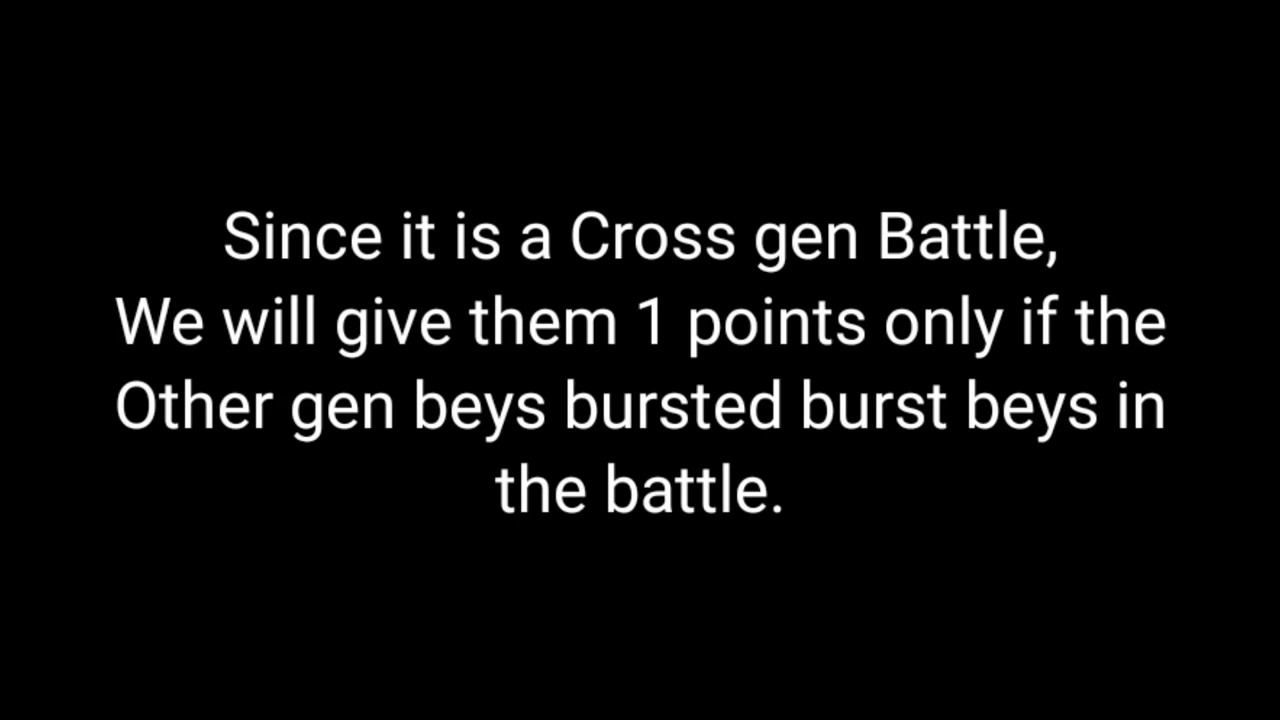 Since it is a Cross gen Battle,
We will give them 1 points only if the
Other gen beys bursted burst beys in
the battle.